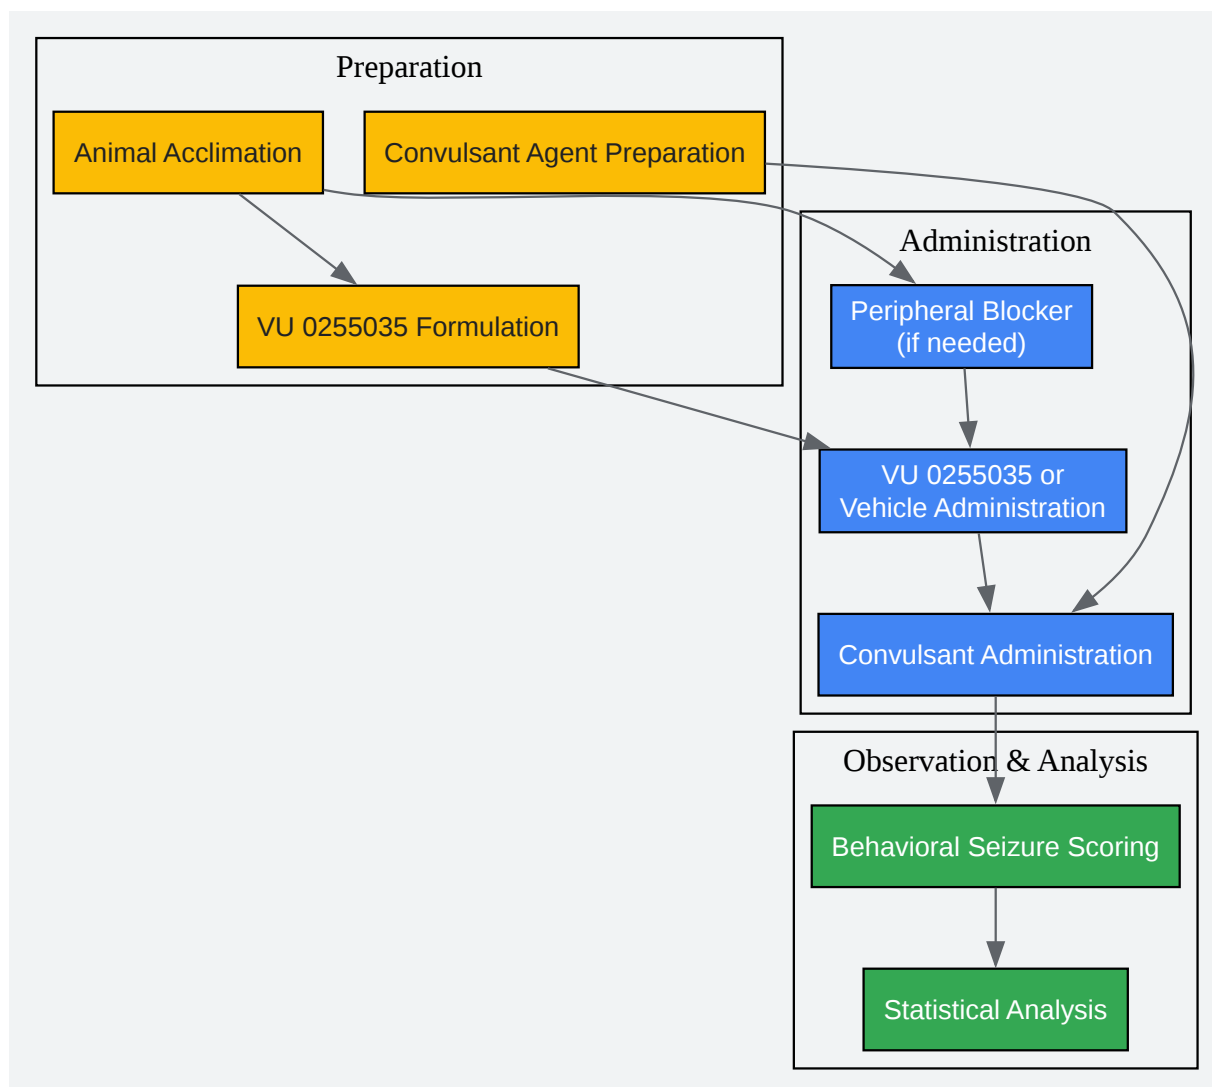 Preparation
Animal Acclimation
Convulsant Agent Preparation
VU 0255035 Formulation
Administration
Peripheral Blocker
(if needed)
VU 0255035 or
Vehicle Administration
Convulsant Administration
Observation & Analysis
Behavioral Seizure Scoring
Statistical Analysis